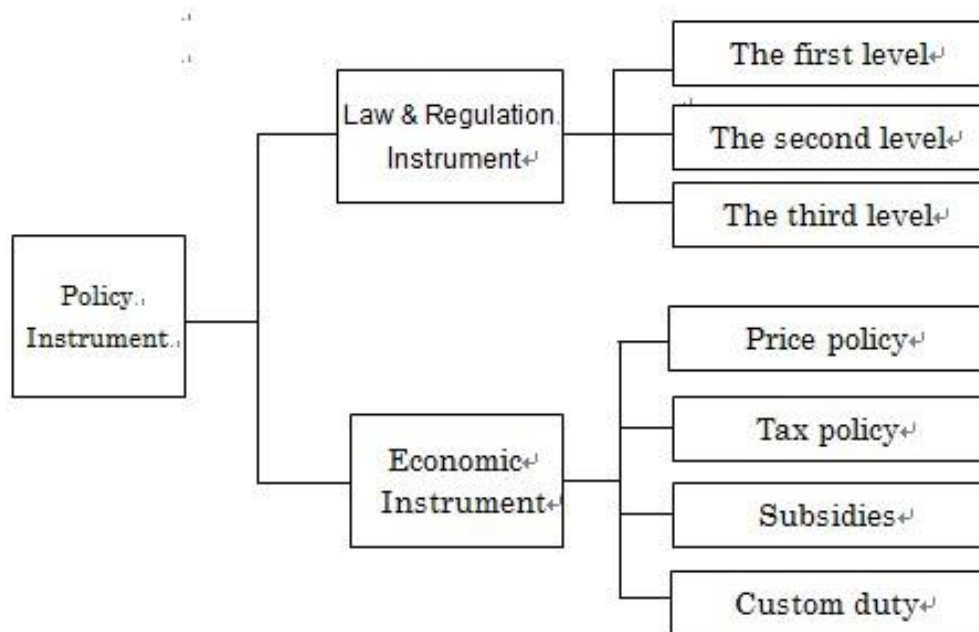 Policy
Instrument
Law & Regulation
Instrument
The first level
The second level
The third level
Economic
Instrument
Price policy
Tax policy
Subsidies
Custom duty